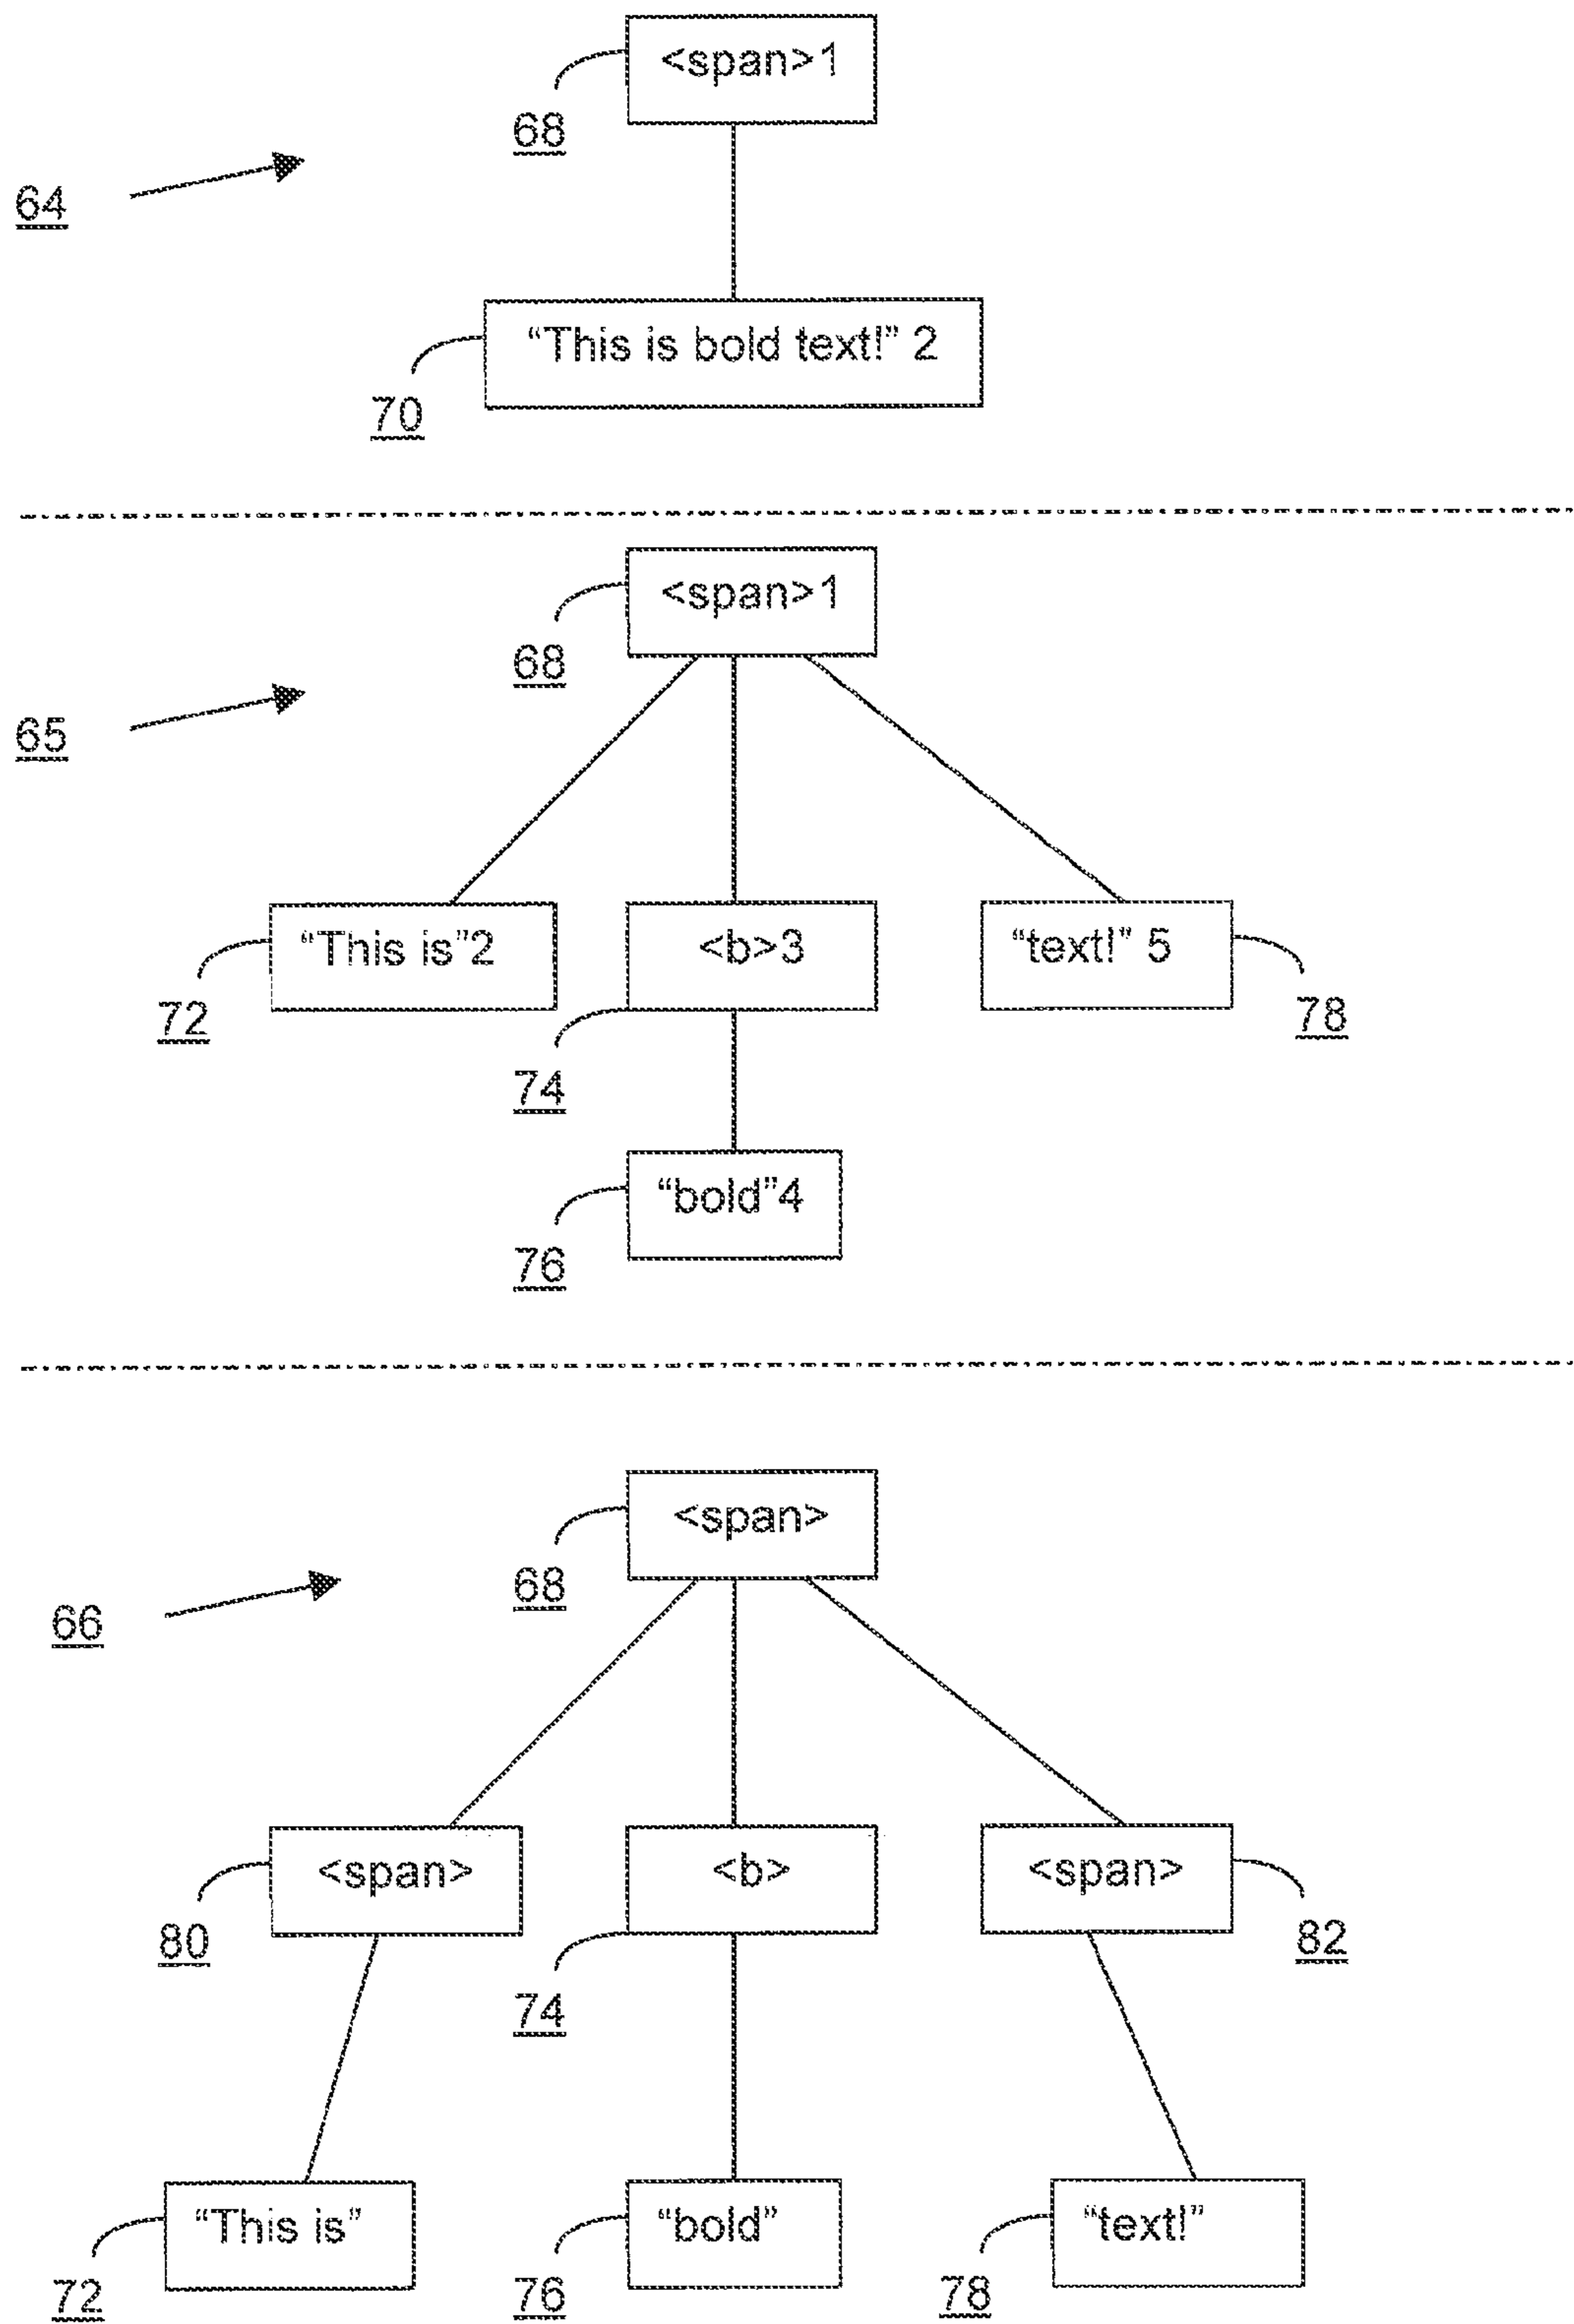 <span>1
68
64
“This is bold text!” 2
70
<span>1
68
65
“This is”2
<b>3
“text!” 5
72
78
74
“bold”4
76
<span>
68
66
<span>
<b>
<span>
80
82
74
“This is”
“bold”
“text!”
72
76
78